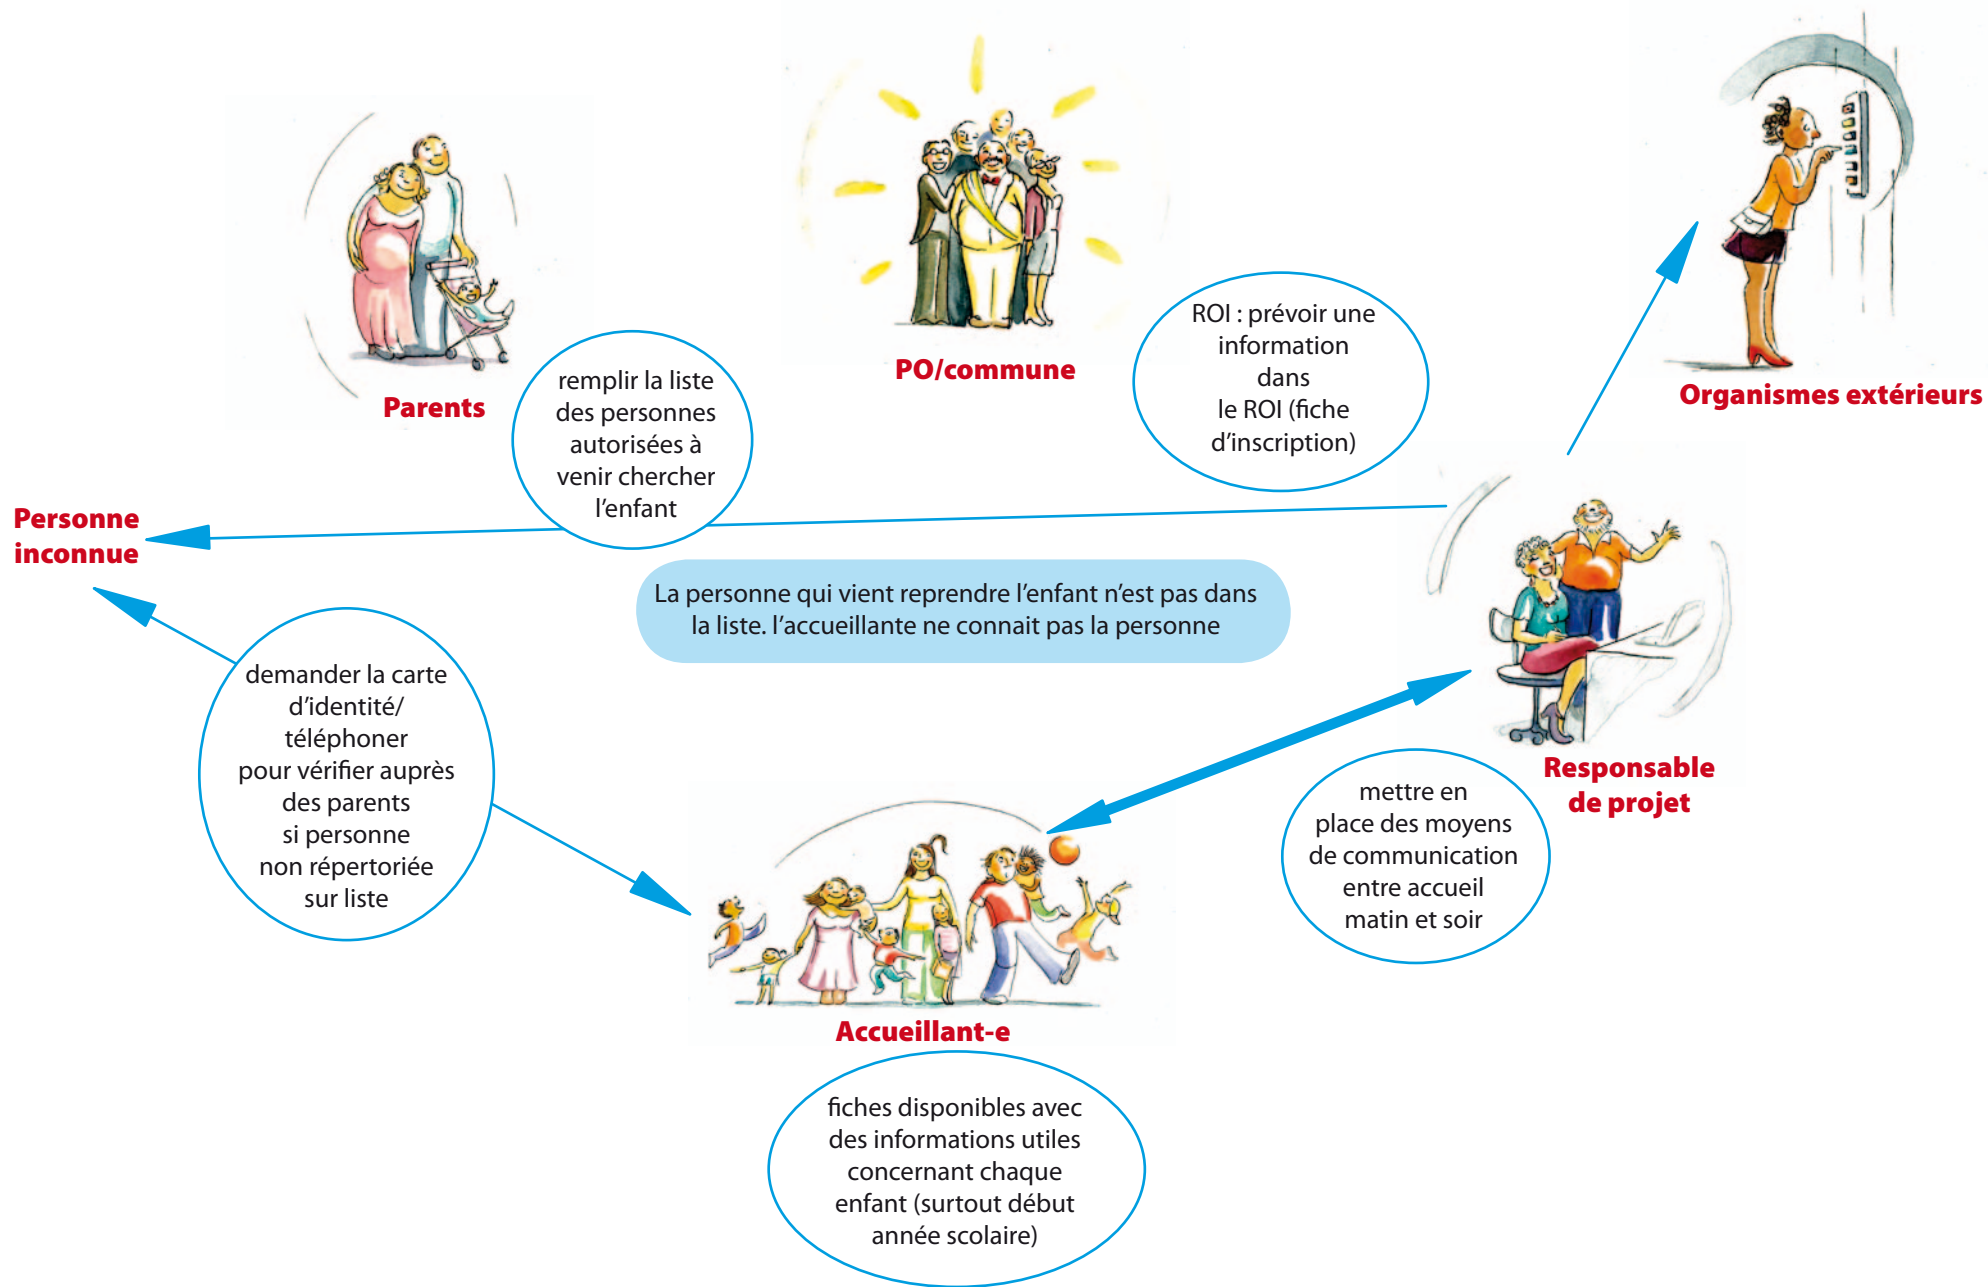 Parents
PO/commune
Organismes extérieurs
remplir la liste
des personnes
autorisées à
venir chercher
l’enfant
ROI : prévoir une
information
dans
le ROI (fiche
d’inscription)
Personne
inconnue
La personne qui vient reprendre l’enfant n’est pas dans
la liste. l’accueillante ne connait pas la personne
demander la carte
d’identité/
téléphoner
pour vérifier auprès
des parents
si personne
non répertoriée
sur liste
Responsable
de projet
mettre en
place des moyens
de communication
entre accueil
matin et soir
Accueillant-e
fiches disponibles avec
des informations utiles
concernant chaque
enfant (surtout début
année scolaire)